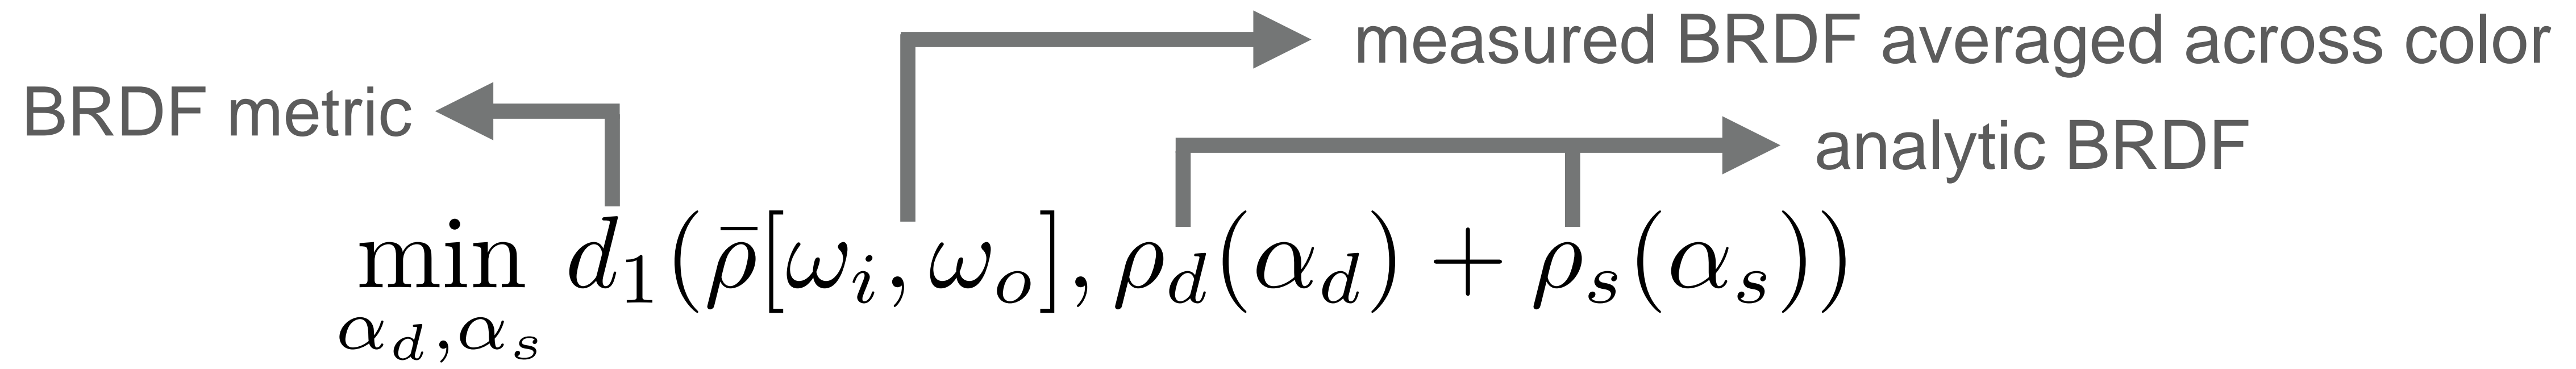 measured BRDF averaged across color
BRDF metric
analytic BRDF
min d₁(ρ̄[ωᵢ, ωₒ], ρ_d(α_d) + ρ_s(α_s))
α_d,α_s